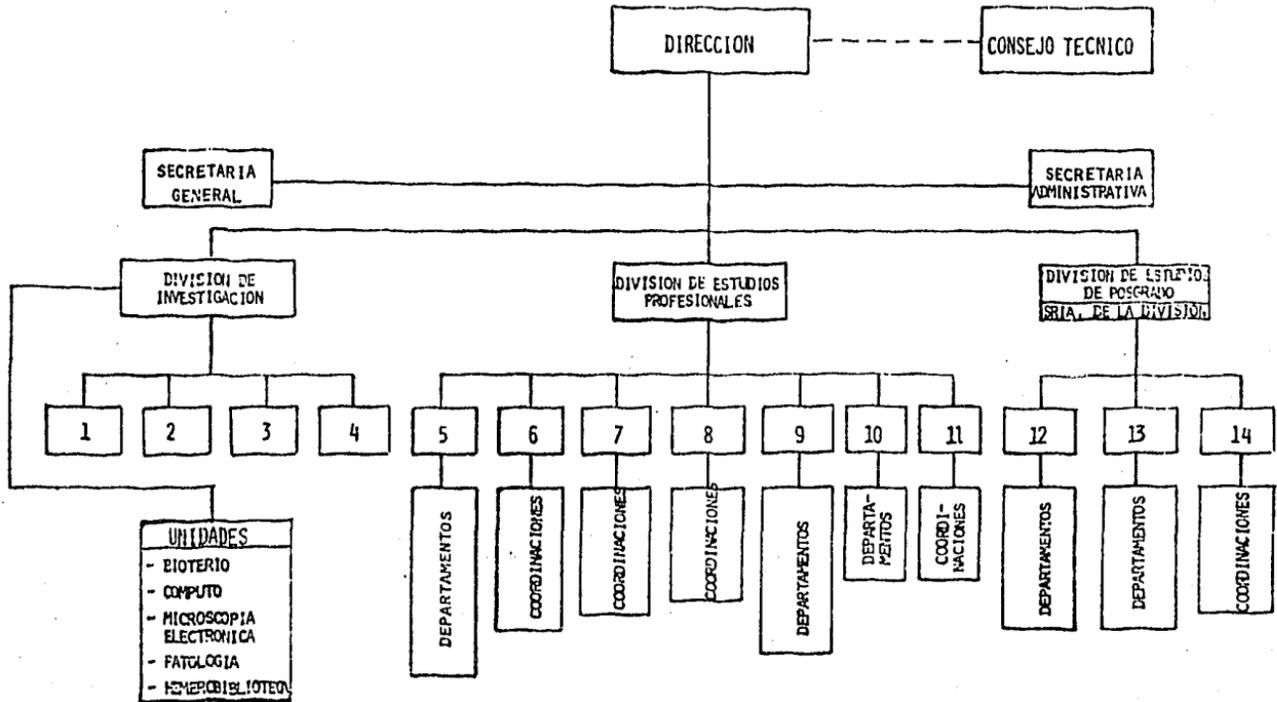 DIRECCION
CONSEJO TECNICO
SECRETARIA
GENERAL
SECRETARIA
ADMINISTRATIVA
DIVISION DE
INVESTIGACION
DIVISION DE ESTUDIOS
PROFESIONALES
DIVISION DE ESTUDIOS
DE POSGRADO
SRIA. DE LA DIVISION
1
2
3
4
5
6
7
8
9
10
11
12
13
14
DEPARTAMENTOS
COORDINACIONES
COORDINACIONES
COORDINACIONES
DEPARTAMENTOS
DEPARTA-
MENTOS
COORDI-
NACIONES
DEPARTAMENTOS
DEPARTAMENTOS
COORDINACIONES
UNIDADES
- BIOTERIO
- COMPUTO
- MICROSCOPIA
ELECTRONICA
- PATOLOGIA
- HEMEROBIBLIOTECA